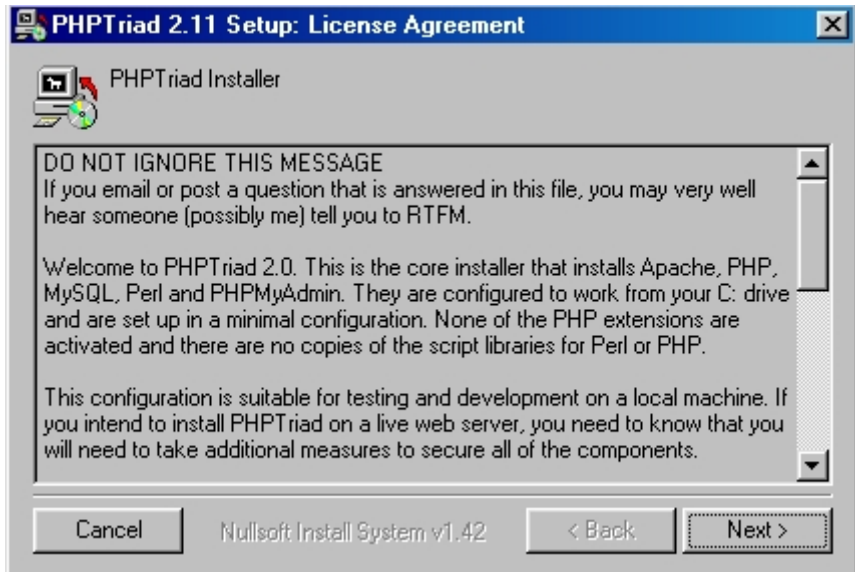 PHPTriad 2.11 Setup: License Agreement
PHPTriad Installer
DO NOT IGNORE THIS MESSAGE
If you email or post a question that is answered in this file, you may very well
hear someone (possibly me) tell you to RTFM.
Welcome to PHPTriad 2.0. This is the core installer that installs Apache, PHP,
MySQL, Perl and PHPMyAdmin. They are configured to work from your C: drive
and are set up in a minimal configuration. None of the PHP extensions are
activated and there are no copies of the script libraries for Perl or PHP.
This configuration is suitable for testing and development on a local machine. If
you intend to install PHPTriad on a live web server, you need to know that you
will need to take additional measures to secure all of the components.
Cancel
Nullsoft Install System v1.42
< Back
Next >